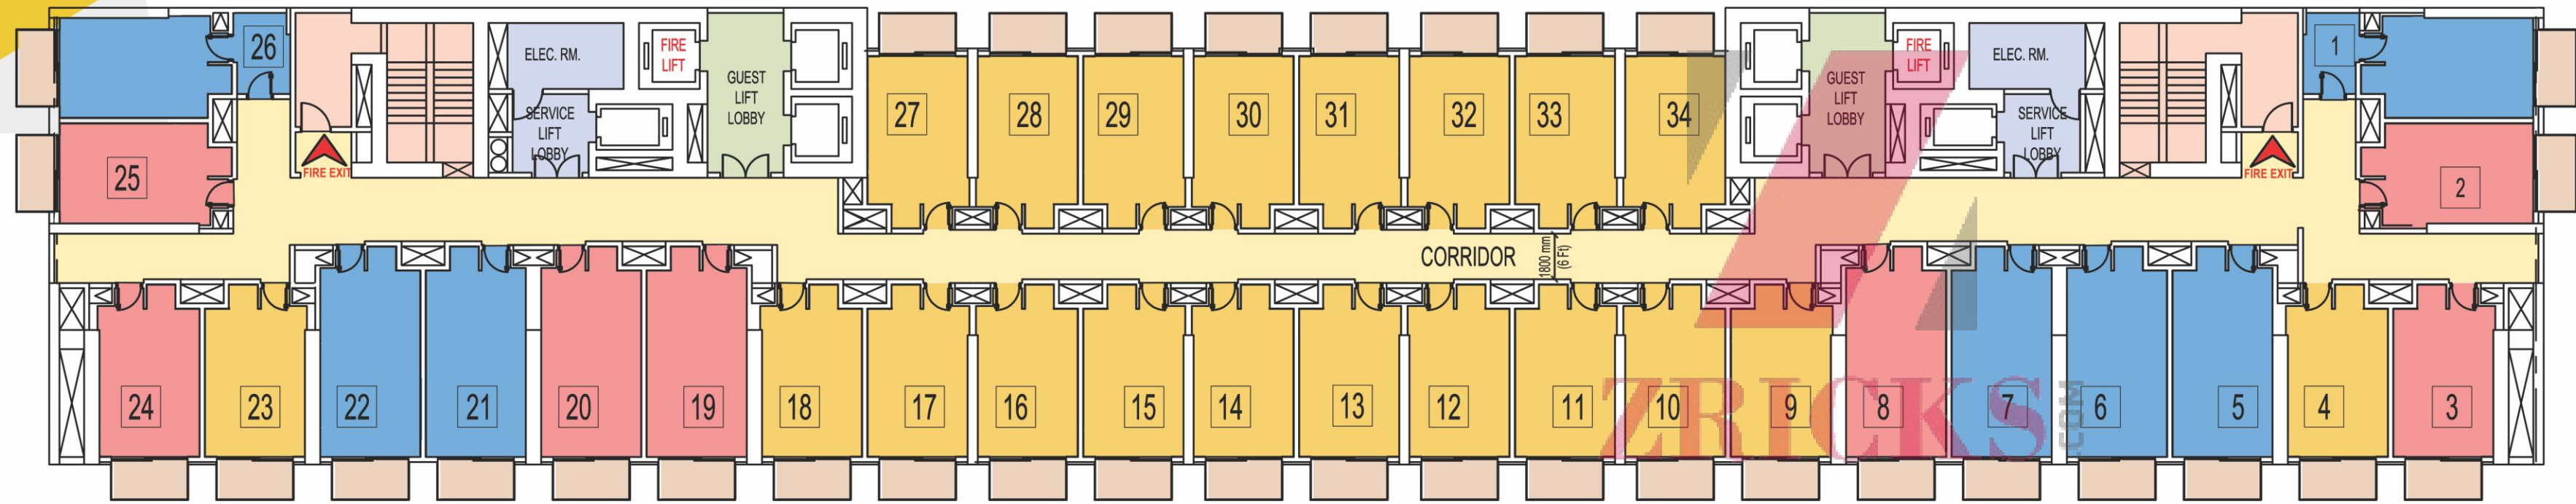 26
ELEC. RM.
FIRE
LIFT
GUEST
LIFT
LOBBY
SERVICE
LIFT
LOBBY
FIRE EXIT
25
27
28
29
30
31
32
33
34
GUEST
LIFT
LOBBY
FIRE
LIFT
ELEC. RM.
SERVICE
LIFT
LOBBY
FIRE EXIT
1
2
CORRIDOR
1800 mm
(6 Ft)
24
23
22
21
20
19
18
17
16
15
14
13
12
11
10
9
8
7
6
5
4
3
ZRICKS
.COM